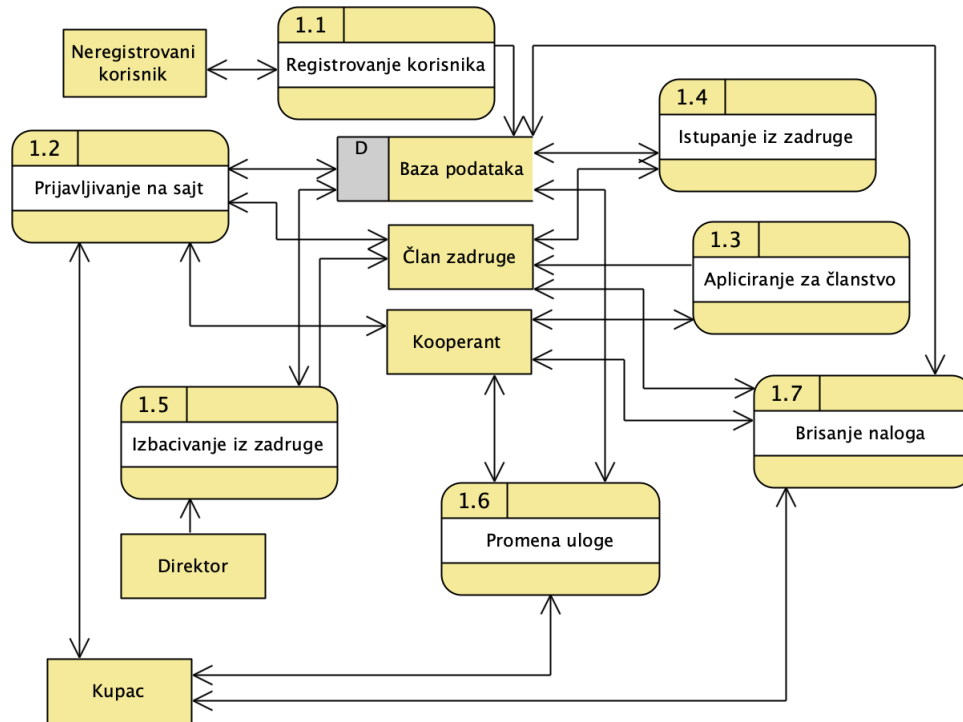 1.1
Neregistrovani
korisnik
Registrovanje korisnika
1.4
Istupanje iz zadruge
1.2
Prijavljivanje na sajt
D
Baza podataka
1.3
Apliciranje za članstvo
Član zadruge
Kooperant
1.5
Izbacivanje iz zadruge
1.7
Brisanje naloga
1.6
Promena uloge
Direktor
Kupac